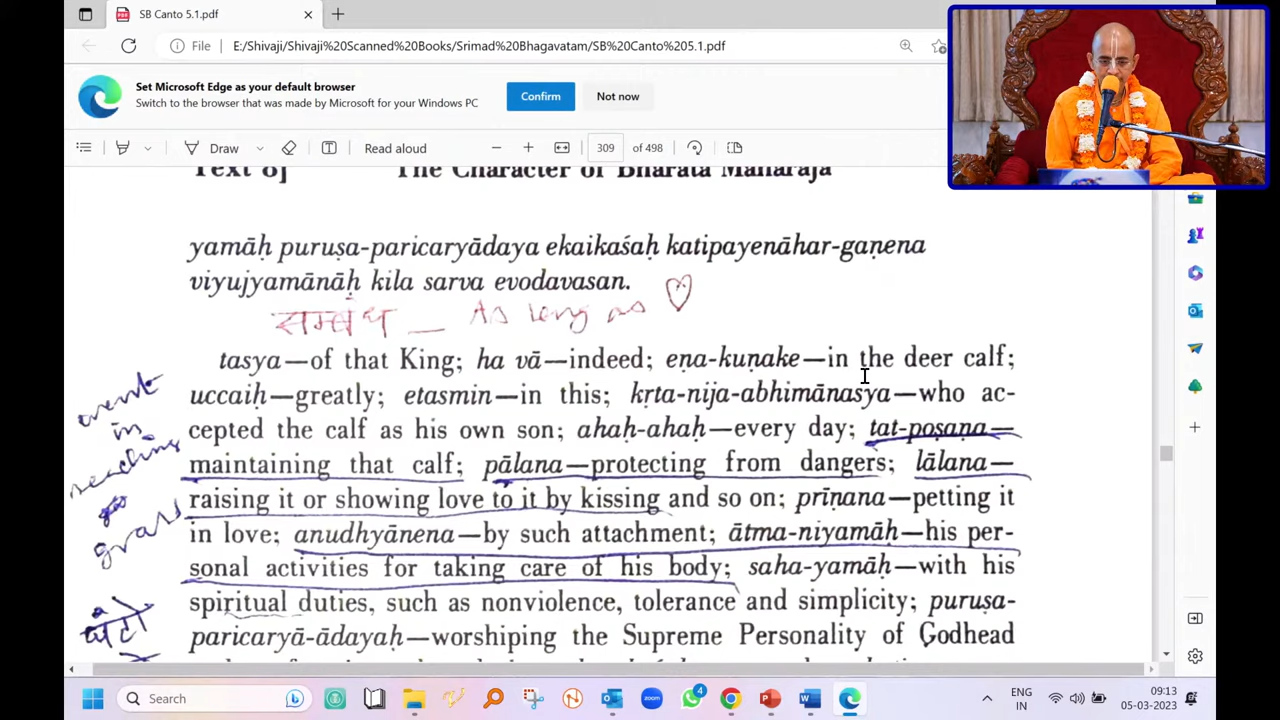 SB Canto 5.1.pdf
File E:/Shivaji/Shivaji%20Scanned%20Books/Srimad%20Bhagavatam/SB%20Canto%205.1.pdf
Set Microsoft Edge as your default browser
Switch to the browser that was made by Microsoft for your Windows PC
Confirm
Not now
Draw
Read aloud
309 of 498
Text 8] The Character of Bharata Maharaja
yamāḥ puruṣa-paricaryādaya ekaikaśaḥ katipayenāhar-gaṇena
viyujyamānāḥ kila sarva evodavasan.
सम्बंध — As long as
tasya—of that King; ha vā—indeed; eṇa-kuṇake—in the deer calf;
uccaiḥ—greatly; etasmin—in this; kṛta-nija-abhimānasya—who ac-
cepted the calf as his own son; ahaḥ-ahaḥ—every day; tat-poṣaṇa—
maintaining that calf; pālana—protecting from dangers; lālana—
raising it or showing love to it by kissing and so on; prīṇana—petting it
in love; anudhyānena—by such attachment; ātma-niyamāḥ—his per-
sonal activities for taking care of his body; saha-yamāḥ—with his
spiritual duties, such as nonviolence, tolerance and simplicity; puruṣa-
paricaryā-ādayaḥ—worshiping the Supreme Personality of Godhead
in
reaching
Search
4
ENG
IN
09:13
05-03-2023